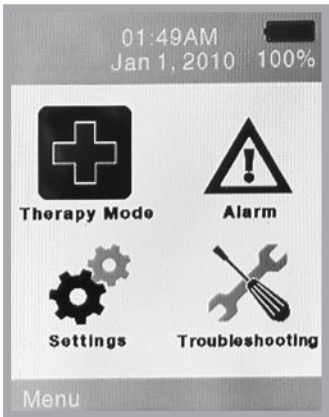 01:49AM
Jan 1, 2010 100%
Therapy Mode Alarm
Settings Troubleshooting
Menu